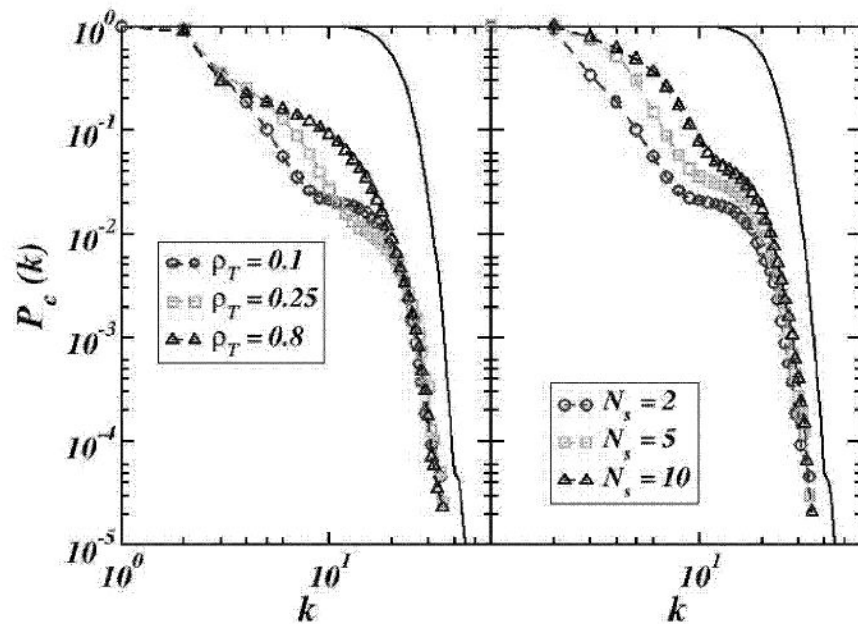 P_c(k)
10^0
10^-1
10^-2
10^-3
10^-4
10^-5
ρ_T = 0.1
ρ_T = 0.25
ρ_T = 0.8
N_s = 2
N_s = 5
N_s = 10
10^0
10^1
10^1
k
k